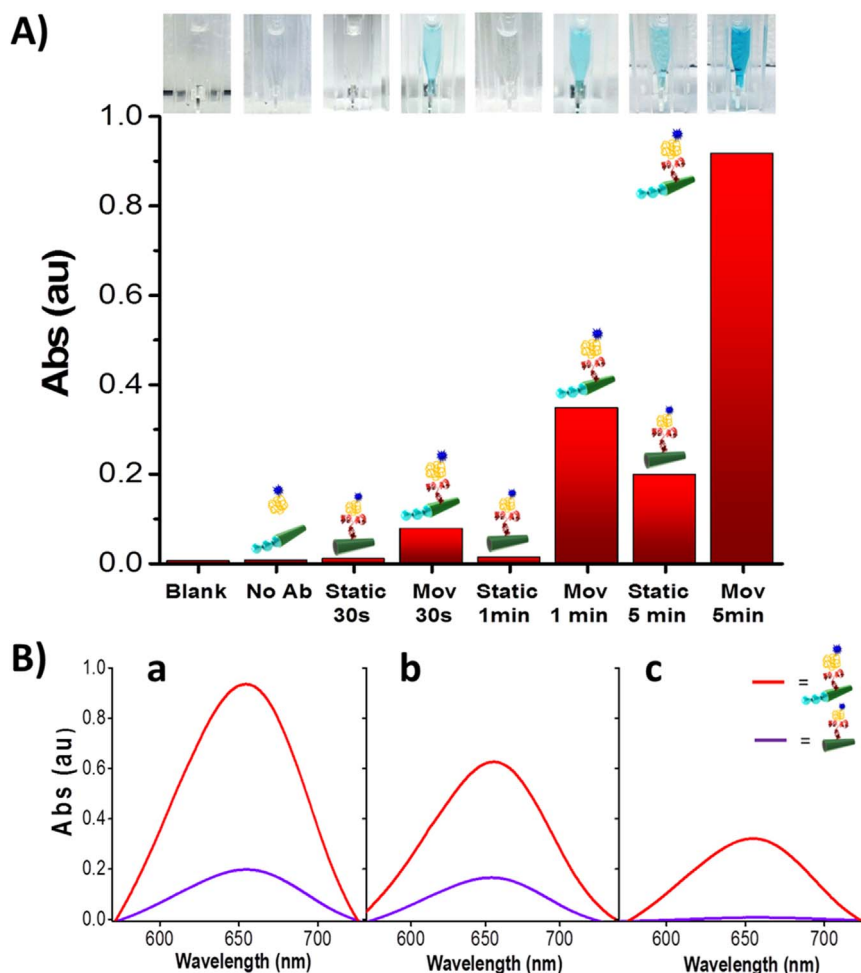 A)
1.0
0.8
0.6
0.4
0.2
0.0
Abs (au)
Blank No Ab Static Mov Static Mov Static Mov
30s 30s 1min 1 min 5 min 5min
B)
a b c
1.0
0.8
0.6
0.4
0.2
0.0
Abs (au)
= 
=
600 650 700 600 650 700 600 650 700
Wavelength (nm) Wavelength (nm) Wavelength (nm)